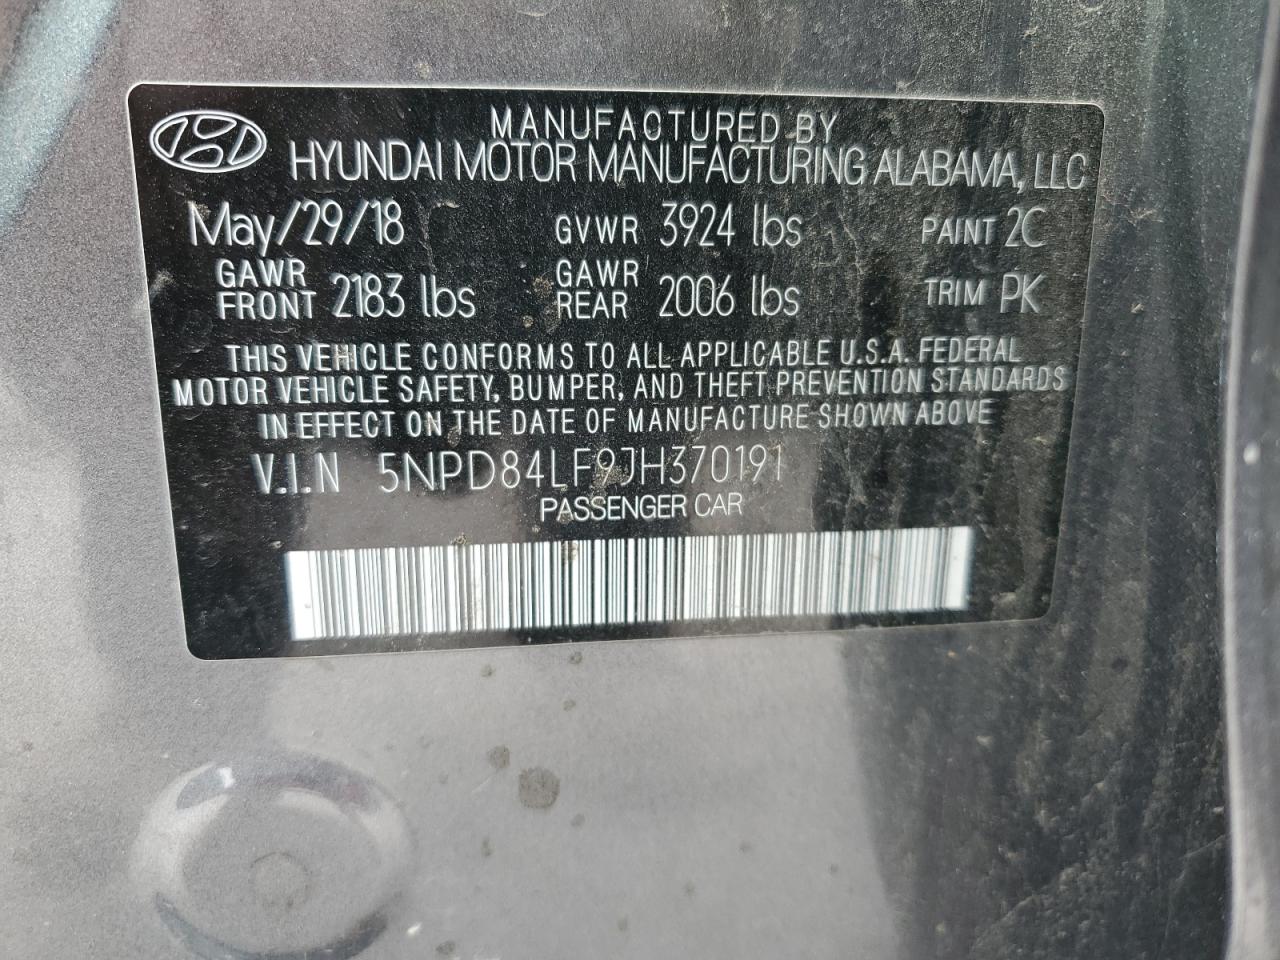 MANUFACTURED BY
HYUNDAI MOTOR MANUFACTURING ALABAMA, LLC
May/29/18 GVWR 3924 lbs PAINT 2C
GAWR FRONT 2183 lbs GAWR REAR 2006 lbs TRIM PK
THIS VEHICLE CONFORMS TO ALL APPLICABLE U.S.A. FEDERAL
MOTOR VEHICLE SAFETY, BUMPER, AND THEFT PREVENTION STANDARDS
IN EFFECT ON THE DATE OF MANUFACTURE SHOWN ABOVE
V.I.N 5NPD84LF9JH370191
PASSENGER CAR